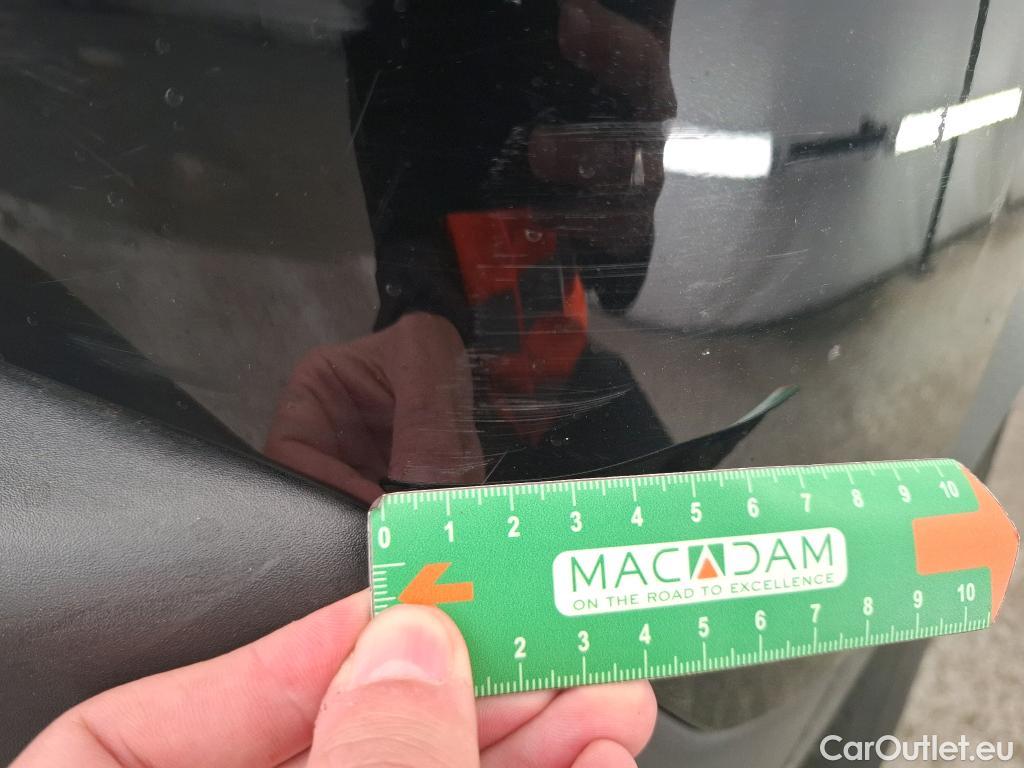 0 1 2 3 4 5 6 7 8 9 10
MACADAM
ON THE ROAD TO EXCELLENCE
2 3 4 5 6 7 8 9 10
CarOutlet.eu